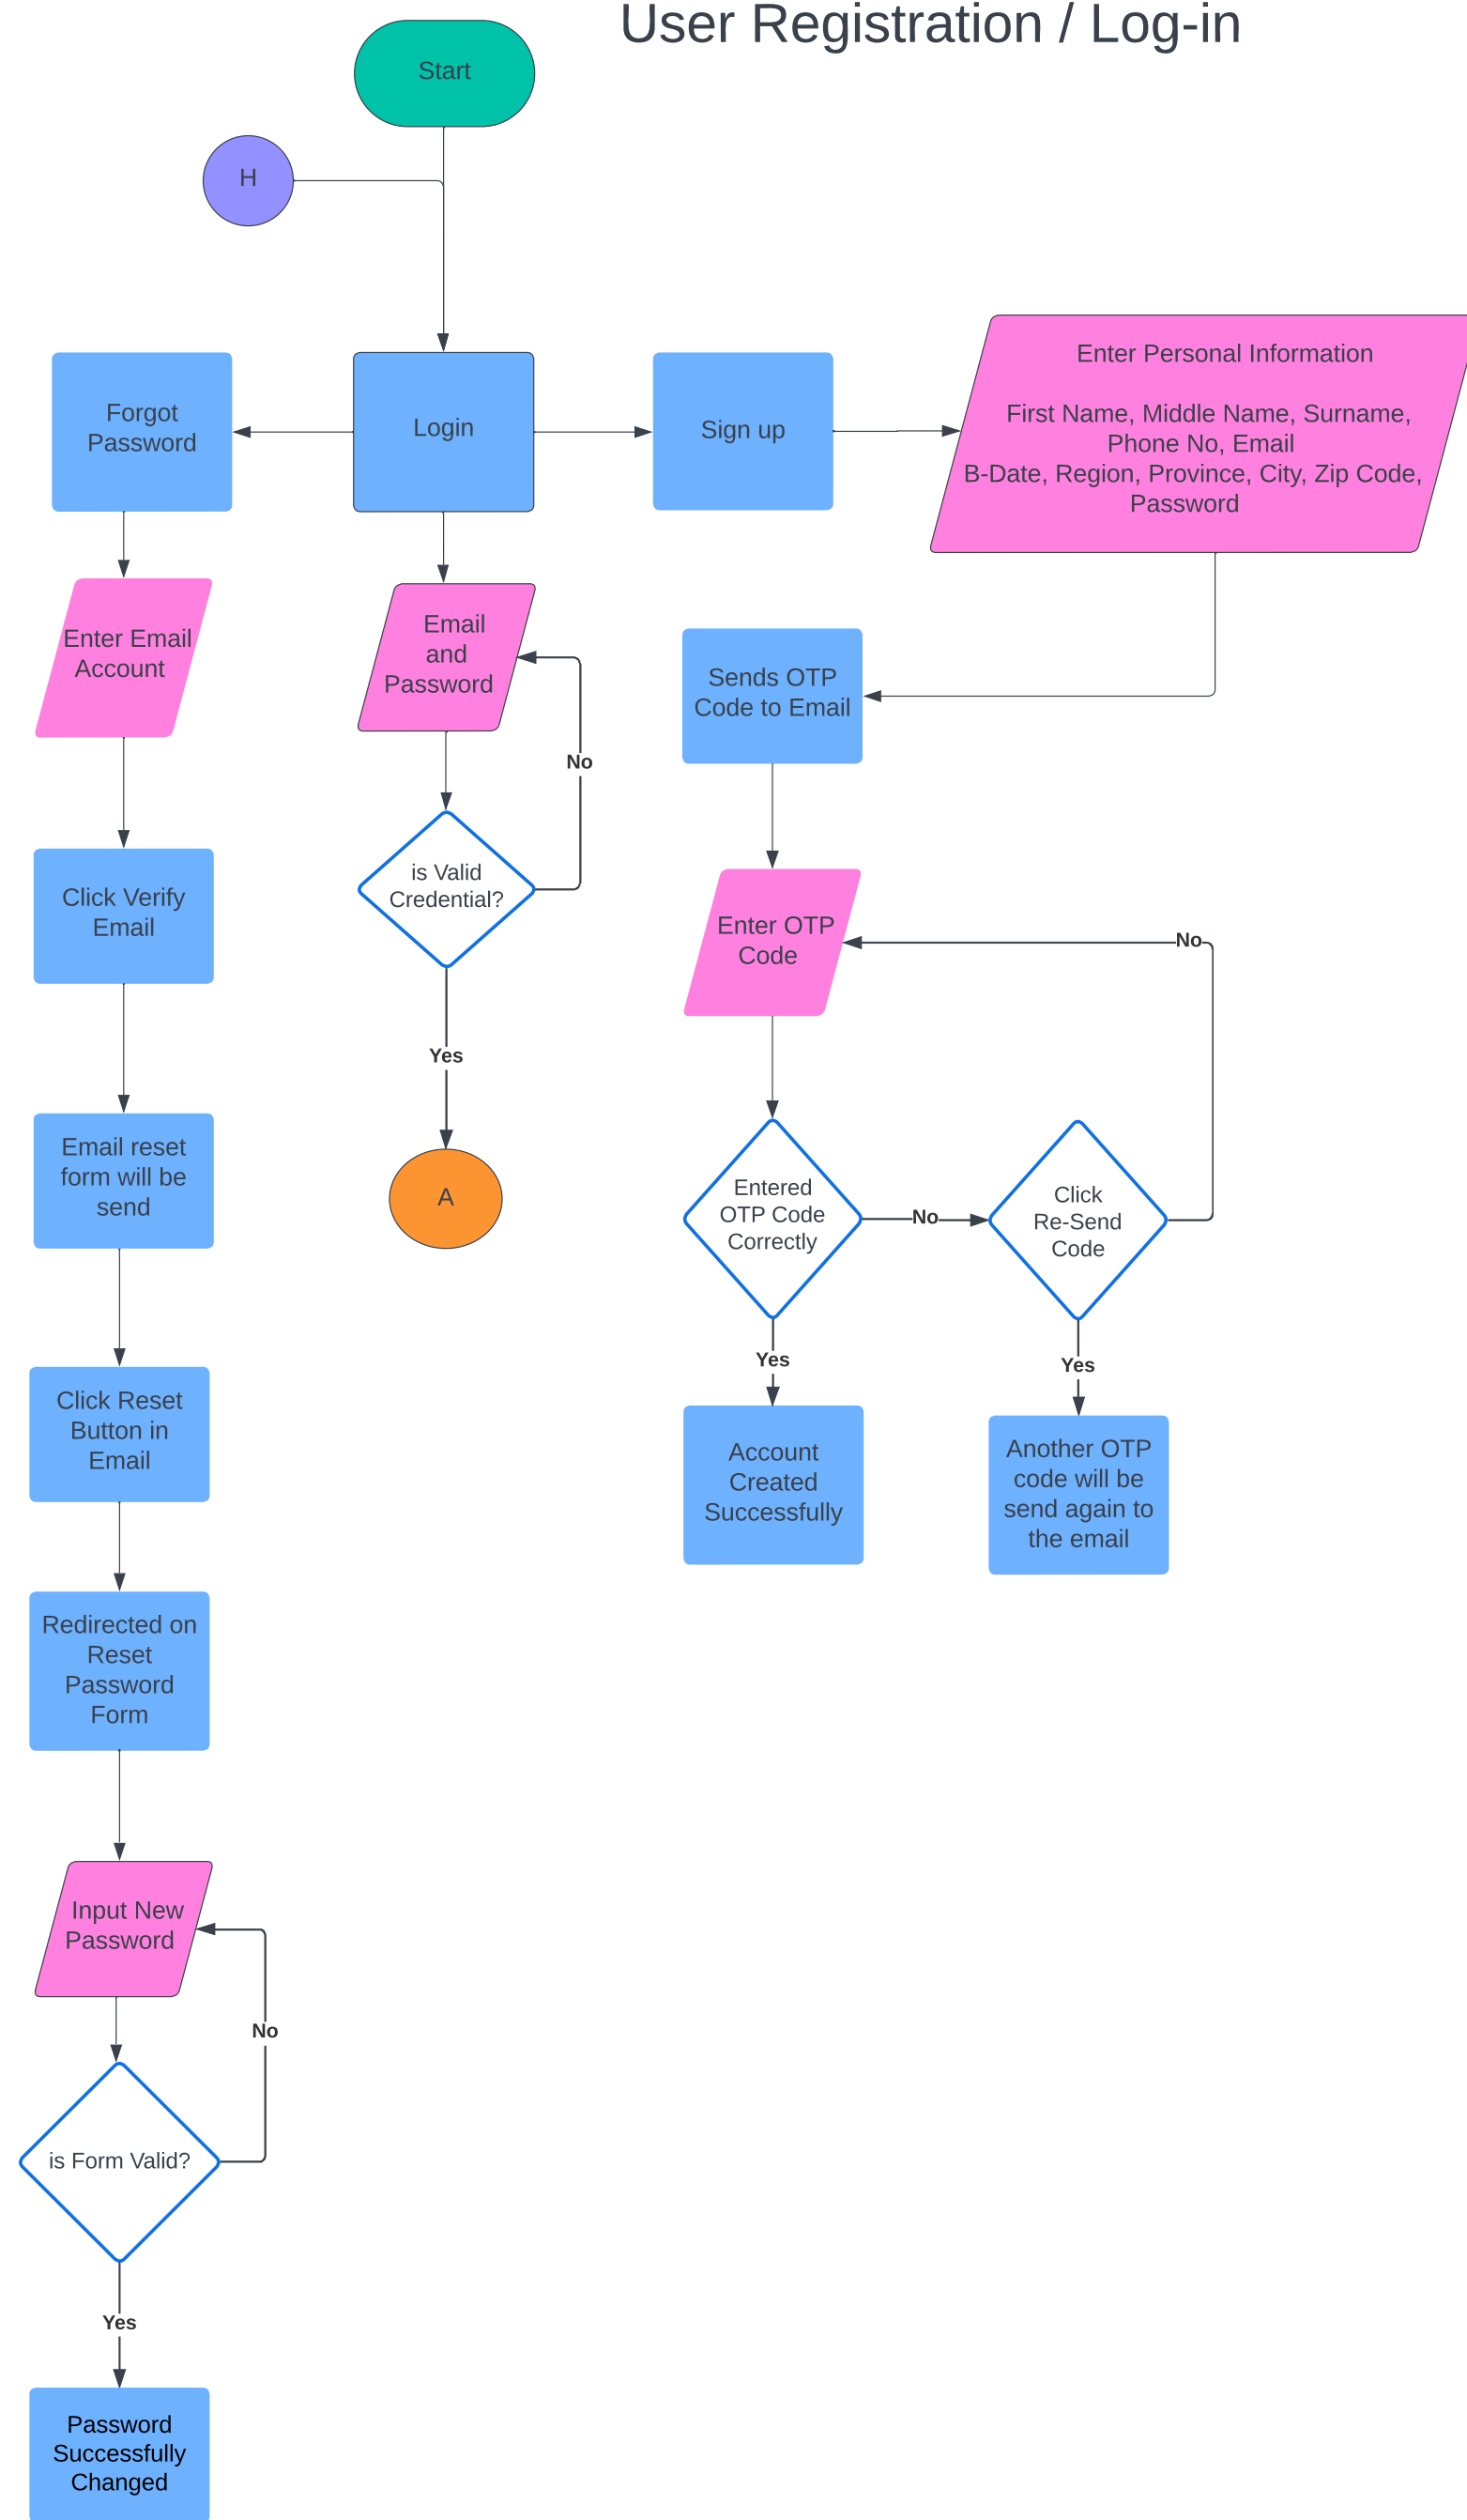 User Registration / Log-in
Start
H
Forgot
Password
Login
Sign up
Enter Personal Information
First Name, Middle Name, Surname,
Phone No, Email
B-Date, Region, Province, City, Zip Code,
Password
Enter Email
Account
Email
and
Password
No
Sends OTP
Code to Email
Click Verify
Email
is Valid
Credential?
Enter OTP
Code
No
Yes
Email reset
form will be
send
A
Entered
OTP Code
Correctly
No
Click
Re-Send
Code
Yes
Yes
Click Reset
Button in
Email
Account
Created
Successfully
Another OTP
code will be
send again to
the email
Redirected on
Reset
Password
Form
Input New
Password
No
is Form Valid?
Yes
Password
Successfully
Changed